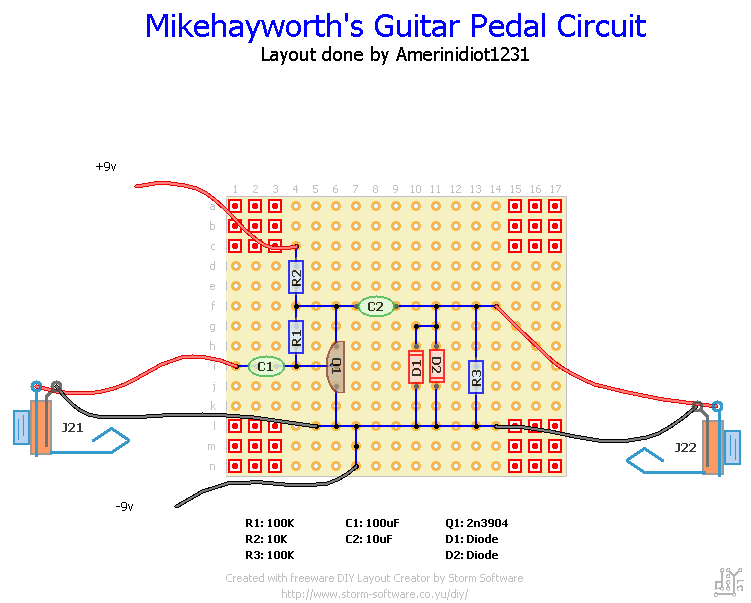 Mikehayworth's Guitar Pedal Circuit
Layout done by Amerinidiot1231
+9v
1 2 3 4 5 6 7 8 9 10 11 12 13 14 15 16 17
a
b
c
d
e
f
g
h
i
j
k
l
m
n
R2
C2
R1
Q1
C1
D1
D2
R3
J21
J22
-9v
R1: 100K C1: 100uF Q1: 2n3904
R2: 10K C2: 10uF D1: Diode
R3: 100K D2: Diode
Created with freeware DIY Layout Creator by Storm Software
http://www.storm-software.co.yu/diy/